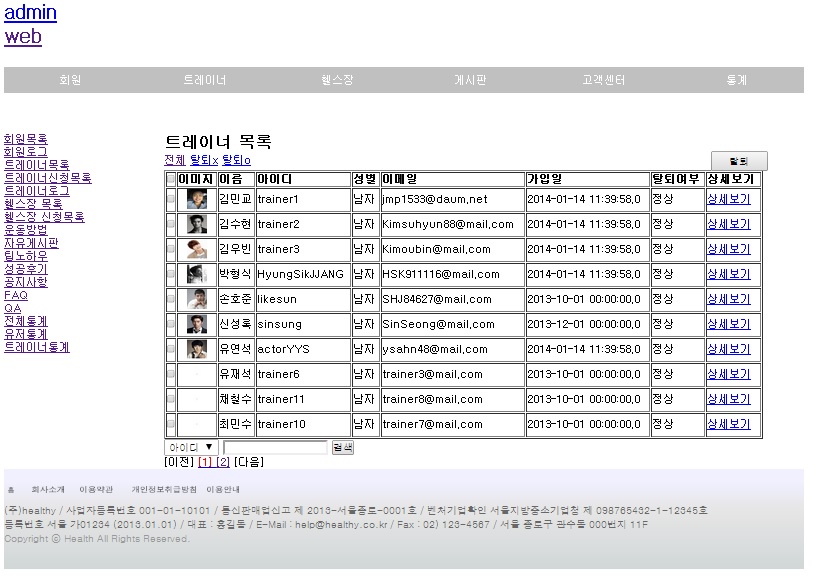 admin
web
회원 트레이너 헬스장 게시판 고객센터 통계
회원목록
회원로그
트레이너목록
트레이너신청목록
트레이너로그
헬스장 목록
헬스장 신청목록
운동방법
자유게시판
팁노하우
성공후기
공지사항
FAQ
QA
전체통계
유저통계
트레이너통계
트레이너 목록
전체 탈퇴x 탈퇴o
탈퇴
이미지 이름 아이디 성별 이메일 가입일 탈퇴여부 상세보기
김민교 trainer1 남자 jmp1533@daum.net 2014-01-14 11:39:58.0 정상 상세보기
김수현 trainer2 남자 Kimsuhyun88@mail.com 2014-01-14 11:39:58.0 정상 상세보기
김우빈 trainer3 남자 Kimoubin@mail.com 2014-01-14 11:39:58.0 정상 상세보기
박형식 HyungSikJJANG 남자 HSK911116@mail.com 2014-01-14 11:39:58.0 정상 상세보기
손호준 likesun 남자 SHJ84627@mail.com 2013-10-01 00:00:00.0 정상 상세보기
신성록 sinsung 남자 SinSeong@mail.com 2013-12-01 00:00:00.0 정상 상세보기
유연석 actorYYS 남자 ysahn48@mail.com 2014-01-14 11:39:58.0 정상 상세보기
유재석 trainer6 남자 trainer3@mail.com 2013-10-01 00:00:00.0 정상 상세보기
채철수 trainer11 남자 trainer8@mail.com 2013-10-01 00:00:00.0 정상 상세보기
최민수 trainer10 남자 trainer7@mail.com 2013-10-01 00:00:00.0 정상 상세보기
아이디 ▼ 검색
[이전] [1] [2] [다음]
홈 회사소개 이용약관 개인정보취급방침 이용안내
(주)healthy / 사업자등록번호 001-01-10101 / 통신판매업신고 제 2013-서울종로-0001호 / 벤처기업확인 서울지방중소기업청 제 098765432-1-12345호
등록번호 서울 가01234 (2013.01.01) / 대표 : 홍길동 / E-Mail : help@healthy.co.kr / Fax : 02) 123-4567 / 서울 종로구 관수동 000번지 11F
Copyright ⓒ Health All Rights Reserved.